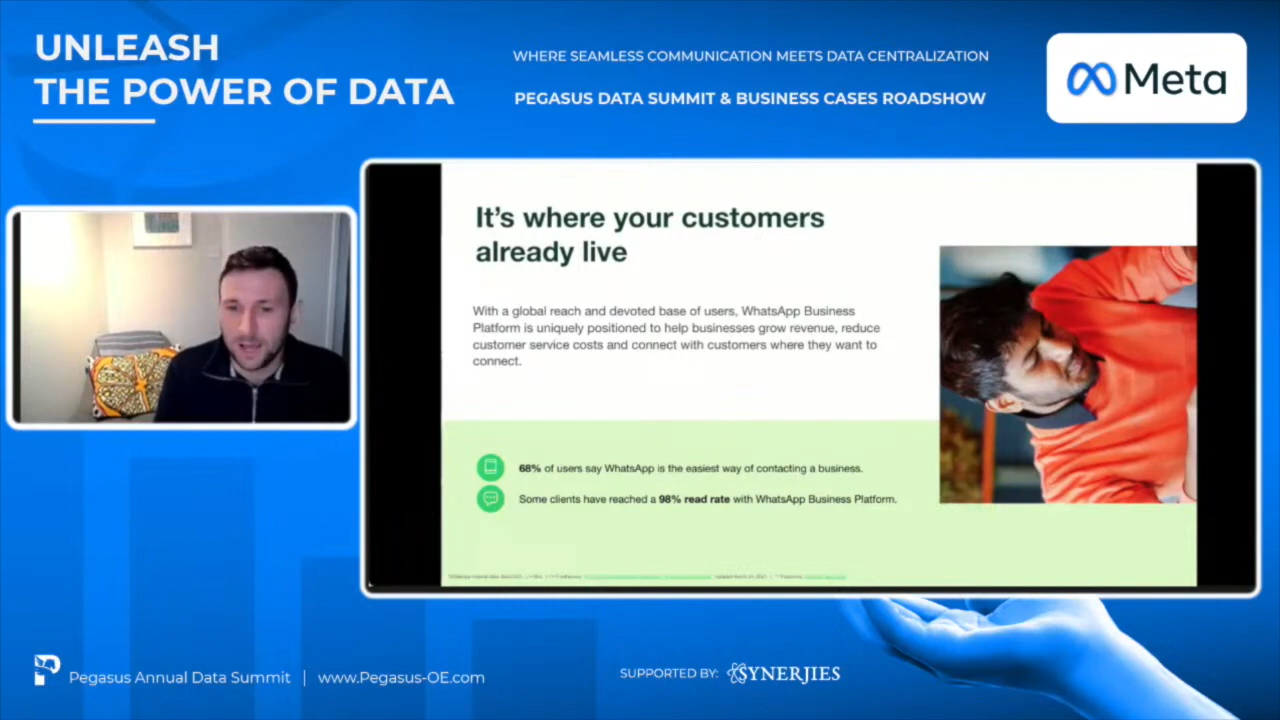 UNLEASH
THE POWER OF DATA
WHERE SEAMLESS COMMUNICATION MEETS DATA CENTRALIZATION
PEGASUS DATA SUMMIT & BUSINESS CASES ROADSHOW
Meta
It's where your customers
already live
With a global reach and devoted base of users, WhatsApp Business
Platform is uniquely positioned to help businesses grow revenue, reduce
customer service costs and connect with customers where they want to
connect.
68% of users say WhatsApp is the easiest way of contacting a business.
Some clients have reached a 98% read rate with WhatsApp Business Platform.
Pegasus Annual Data Summit | www.Pegasus-OE.com
SUPPORTED BY: SYNERJIES